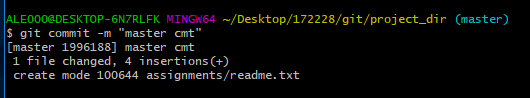 ALEOOO@DESKTOP-6N7RLFK MINGW64 ~/Desktop/172228/git/project_dir (master)
$ git commit -m "master cmt"
[master 1996188] master cmt
 1 file changed, 4 insertions(+)
 create mode 100644 assignments/readme.txt